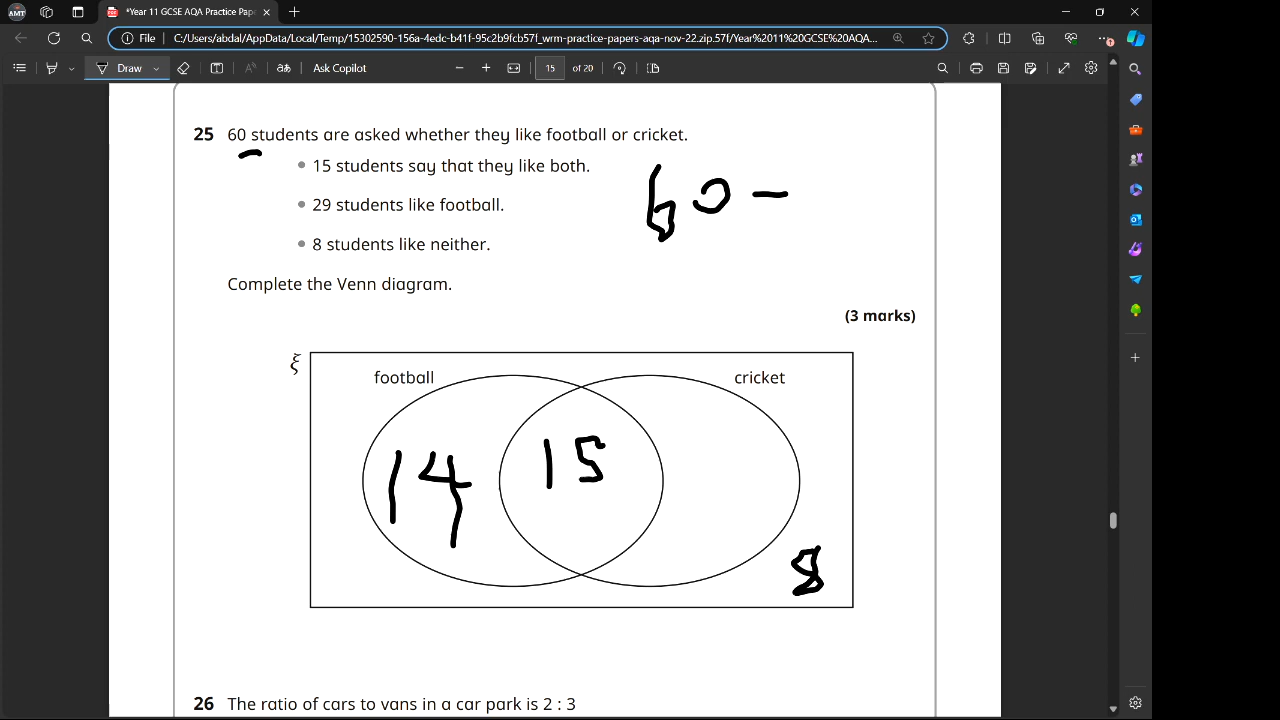 *Year 11 GCSE AQA Practice Pape
File
C:/Users/abdal/AppData/Local/Temp/15302590-156a-4edc-b41f-95c2b9fcb57f_wrm-practice-papers-aqa-nov-22.zip.57f/Year%2011%20GCSE%20AQA...
Draw
Ask Copilot
15
of 20
25 60 students are asked whether they like football or cricket.
15 students say that they like both.
29 students like football.
8 students like neither.
60 -
Complete the Venn diagram.
(3 marks)
ξ
football
cricket
14
15
8
26 The ratio of cars to vans in a car park is 2 : 3